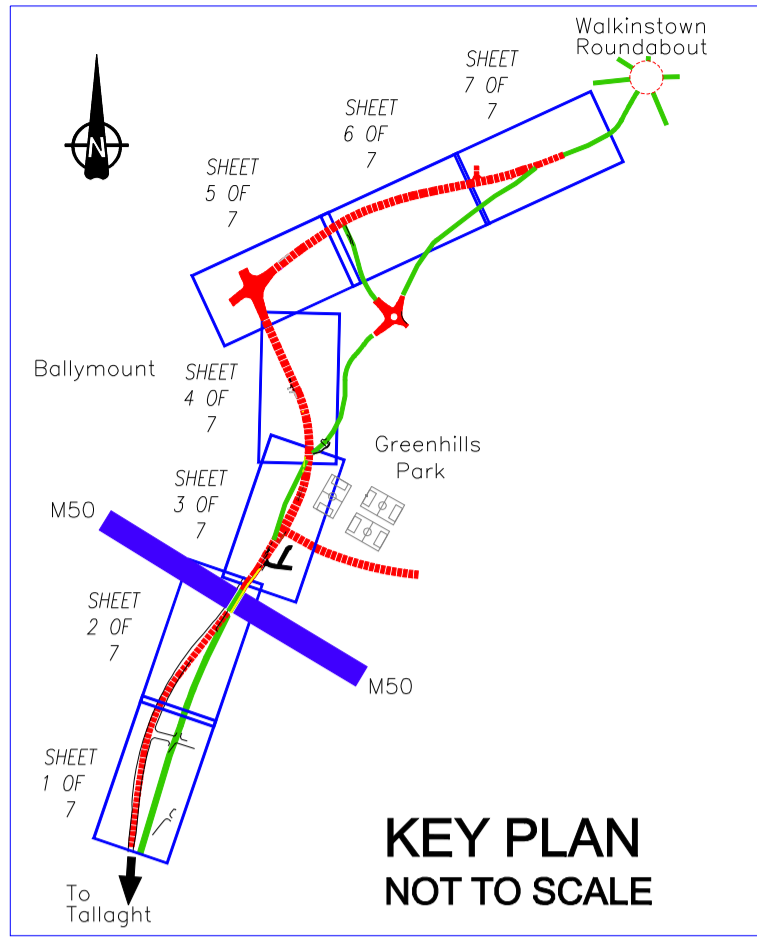 Walkinstown
Roundabout
SHEET
7 OF
7
SHEET
6 OF
7
N
SHEET
5 OF
7
Ballymount
SHEET
4 OF
7
Greenhills
Park
SHEET
3 OF
7
M50
SHEET
2 OF
7
M50
SHEET
1 OF
7
KEY PLAN
NOT TO SCALE
To
Tallaght